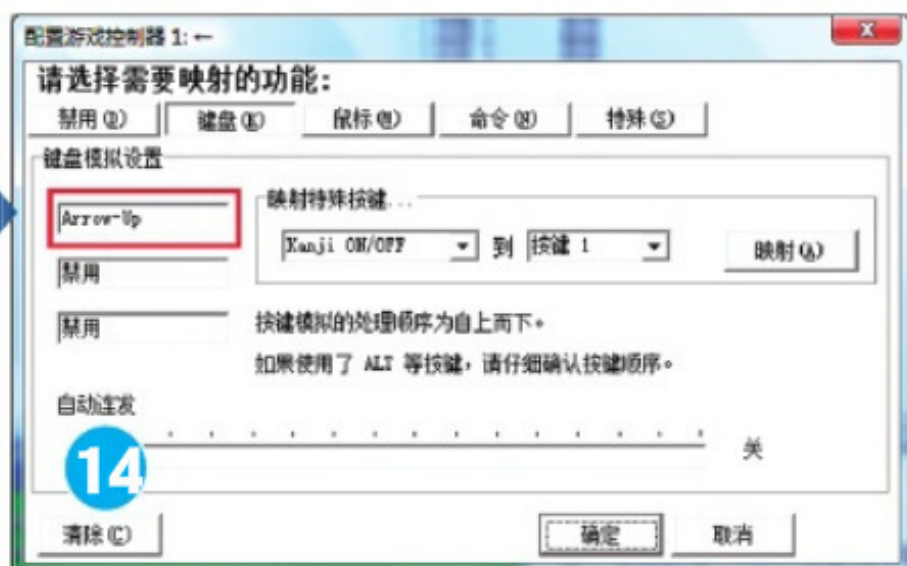 配置游戏控制器 1: ←
请选择需要映射的功能:
禁用(D) 键盘(K) 鼠标(M) 命令(N) 特殊(S)
键盘模拟设置
映射特殊按键...
Arrow-Up
Kanji ON/OFF 到 按键 1 映射(A)
禁用
禁用
按键模拟的处理顺序为自上而下。
如果使用了 ALT 等按键，请仔细确认按键顺序。
自动连发
关
14
清除(C) 确定 取消